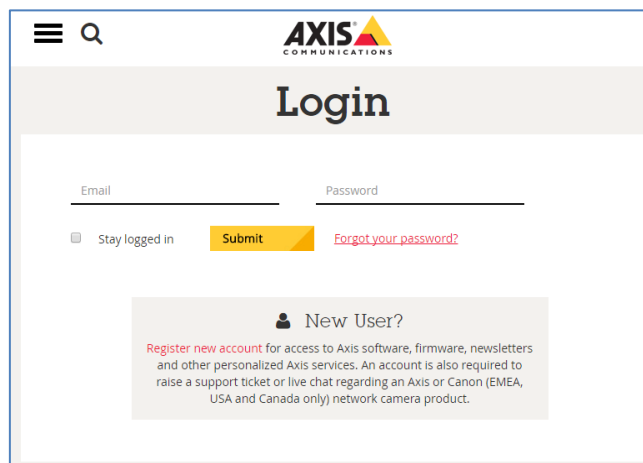 AXIS
COMMUNICATIONS
Login
Email Password
Stay logged in Submit Forgot your password?
New User?
Register new account for access to Axis software, firmware, newsletters
and other personalized Axis services. An account is also required to
raise a support ticket or live chat regarding an Axis or Canon (EMEA,
USA and Canada only) network camera product.